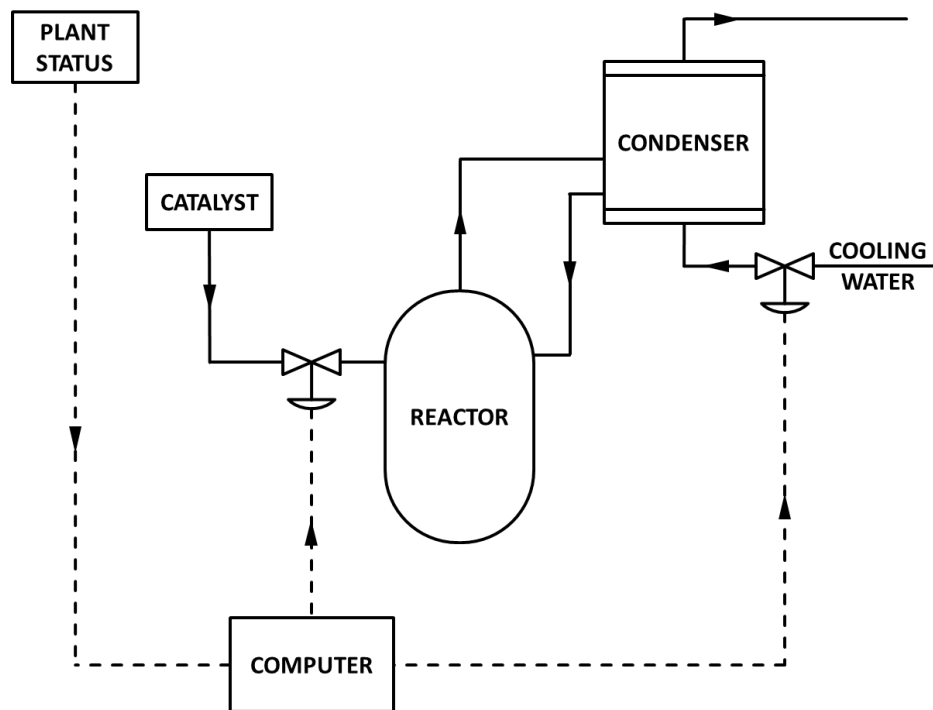 PLANT
STATUS
CONDENSER
CATALYST
COOLING
WATER
REACTOR
COMPUTER